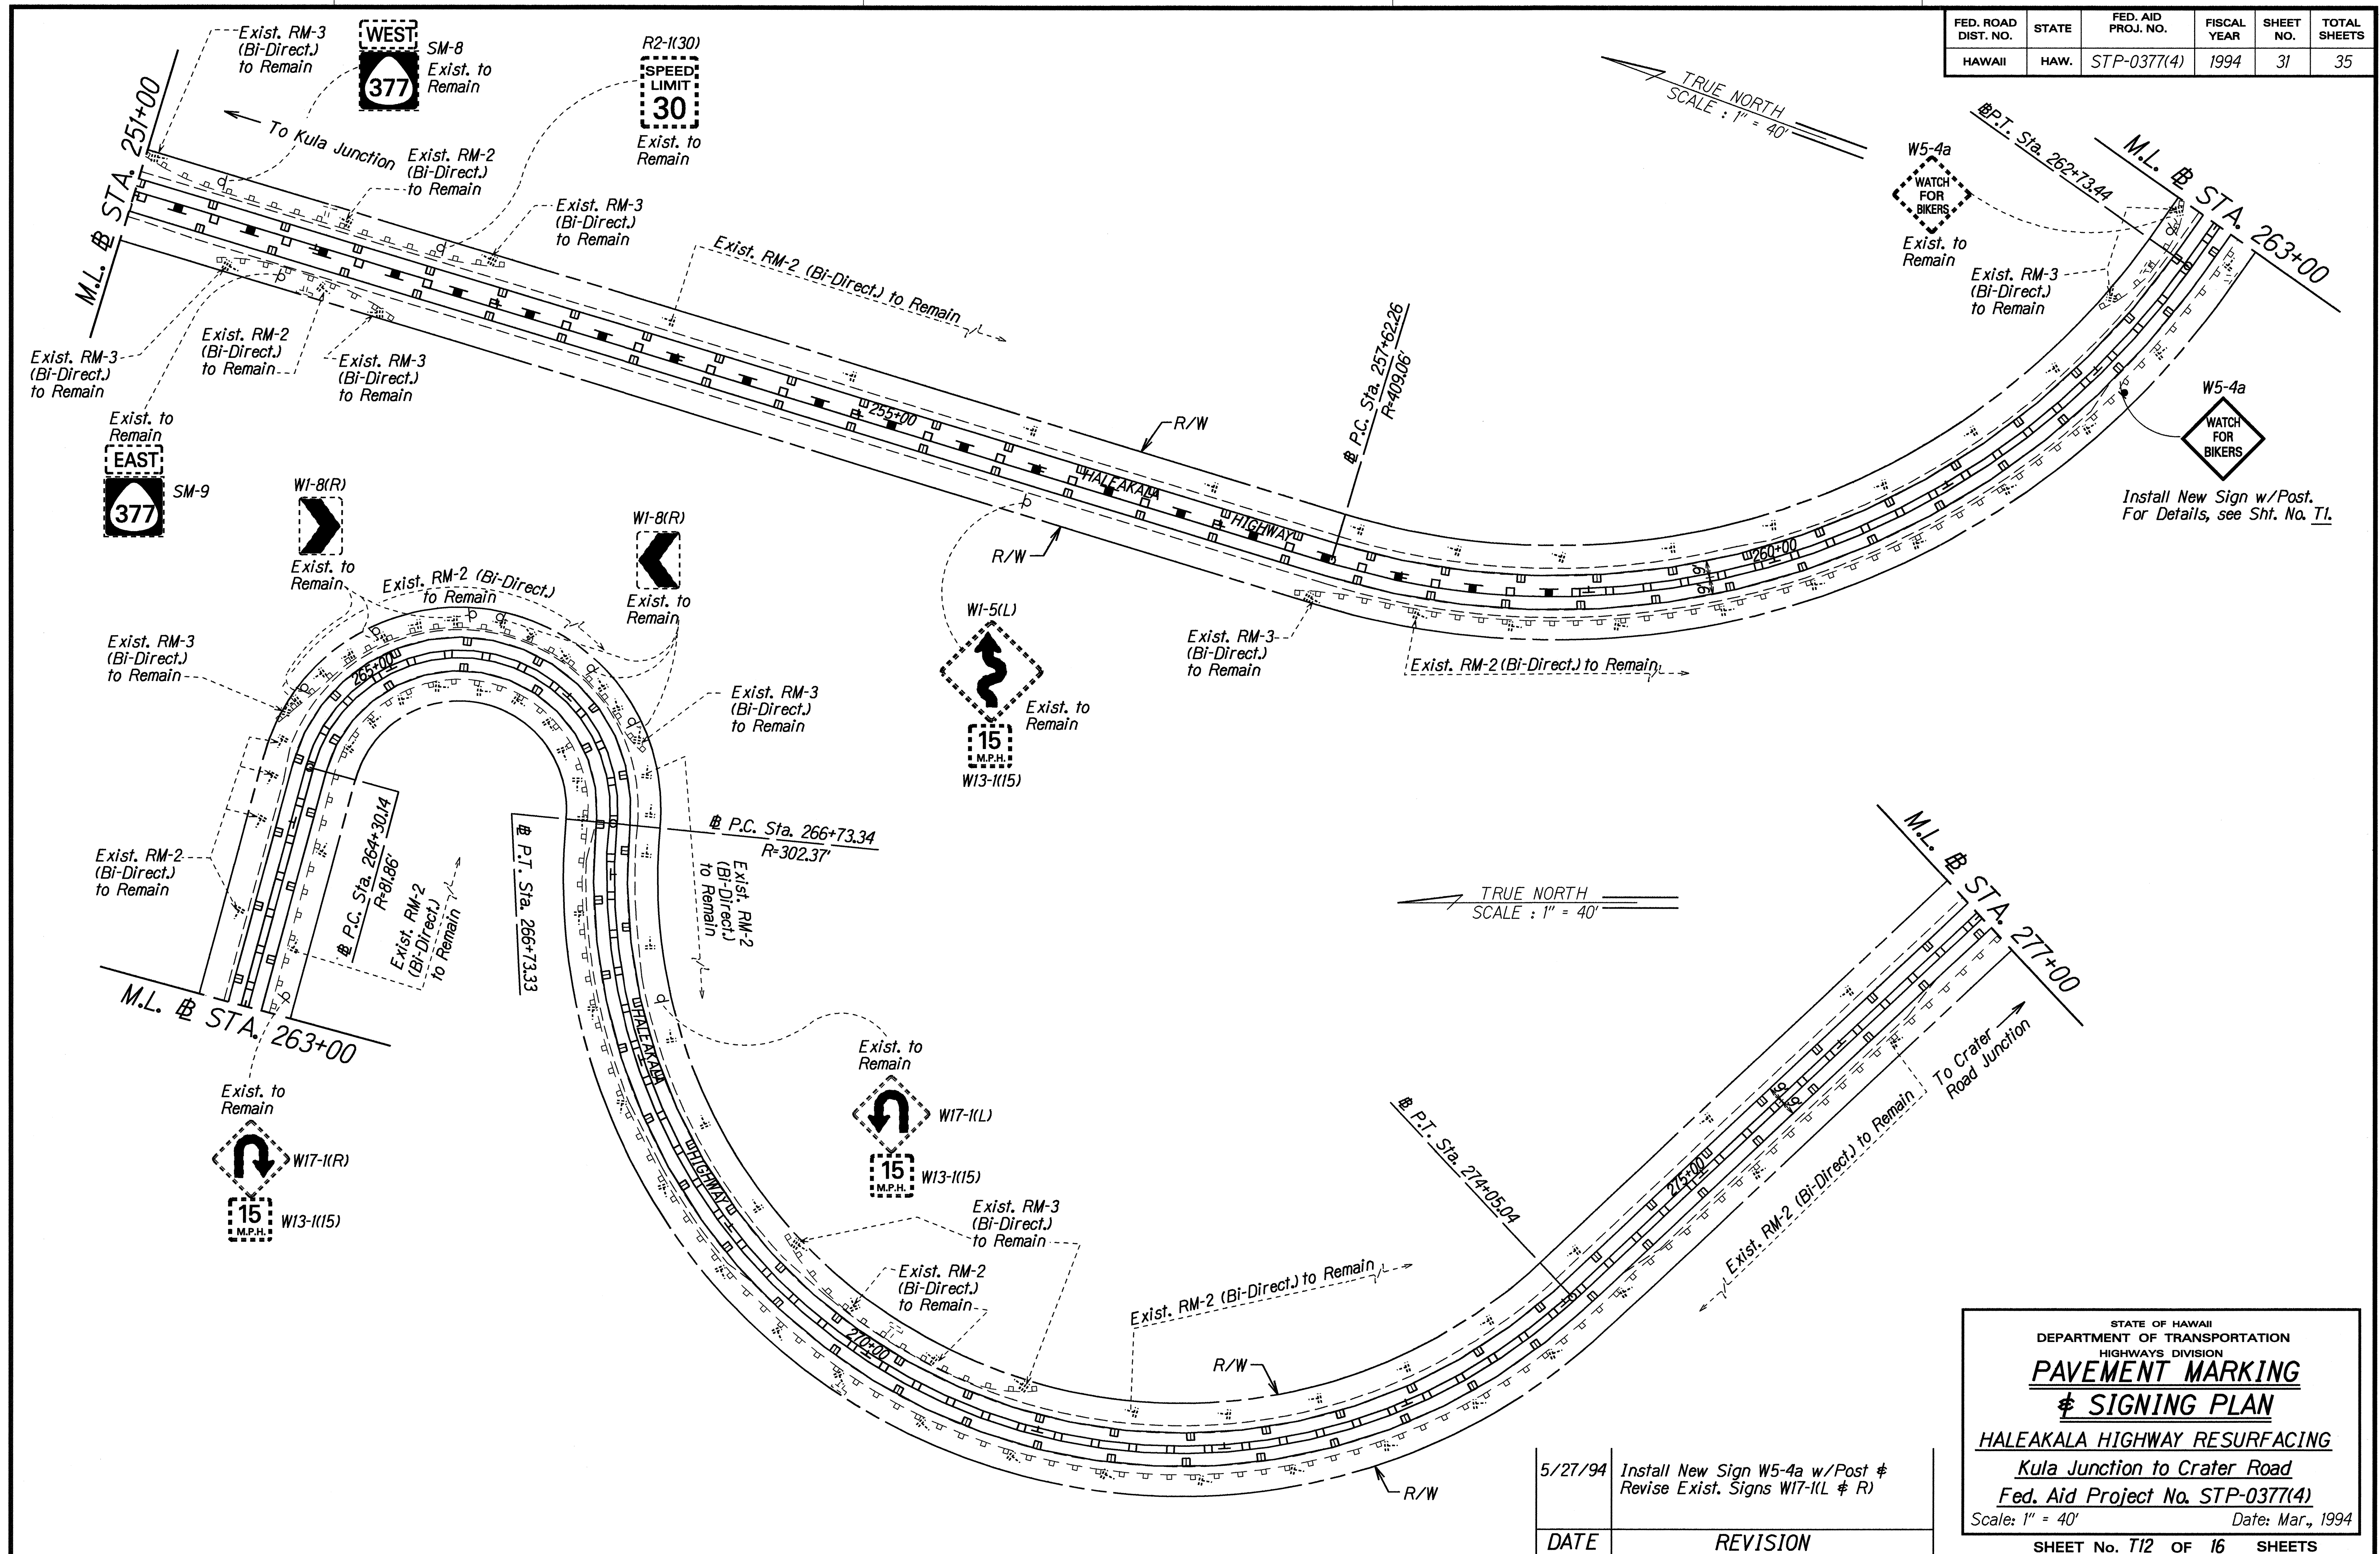 FED. ROAD
DIST. NO.
STATE
FED. AID
PROJ. NO.
FISCAL
YEAR
SHEET
NO.
TOTAL
SHEETS
HAWAII
HAW.
STP-0377(4)
1994
31
35
Exist. RM-3
(Bi-Direct.)
to Remain
WEST
377
SM-8
Exist. to
Remain
R2-1(30)
SPEED
LIMIT
30
Exist. to
Remain
M.L. ⅊ STA. 251+00
To Kula Junction
Exist. RM-2
(Bi-Direct.)
to Remain
Exist. RM-3
(Bi-Direct.)
to Remain
Exist. RM-2 (Bi-Direct.) to Remain
TRUE NORTH
SCALE : 1" = 40'
W5-4a
WATCH
FOR
BIKERS
Exist. to
Remain
⅊ P.T. Sta. 262+73.44
M.L. ⅊ STA. 263+00
Exist. RM-3
(Bi-Direct.)
to Remain
W5-4a
WATCH
FOR
BIKERS
Install New Sign w/Post.
For Details, see Sht. No. T1.
Exist. RM-3
(Bi-Direct.)
to Remain
Exist. RM-2
(Bi-Direct.)
to Remain
Exist. RM-3
(Bi-Direct.)
to Remain
Exist. to
Remain
EAST
377
SM-9
255+00
HALEAKALA
HIGHWAY
R/W
R/W
⅊ P.C. Sta. 257+62.26
R=409.06'
260+00
9' 9'
W1-5(L)
Exist. to
Remain
15
M.P.H.
W13-1(15)
Exist. RM-3
(Bi-Direct.)
to Remain
Exist. RM-2 (Bi-Direct.) to Remain
W1-8(R)
Exist. to
Remain
Exist. RM-2 (Bi-Direct.)
to Remain
W1-8(R)
Exist. to
Remain
Exist. RM-3
(Bi-Direct.)
to Remain
265+00
Exist. RM-3
(Bi-Direct.)
to Remain
Exist. RM-2
(Bi-Direct.)
to Remain
⅊ P.C. Sta. 264+30.14
R=81.86'
Exist. RM-2
(Bi-Direct.)
to Remain
M.L. ⅊ STA. 263+00
Exist. to
Remain
W17-1(R)
15
M.P.H.
W13-1(15)
⅊ P.T. Sta. 266+73.33
⅊ P.C. Sta. 266+73.34
R=302.37'
Exist. RM-2
(Bi-Direct.)
to Remain
HALEAKALA
HIGHWAY
Exist. to
Remain
W17-1(L)
15
M.P.H.
W13-1(15)
Exist. RM-3
(Bi-Direct.)
to Remain
Exist. RM-2
(Bi-Direct.)
to Remain
270+00
Exist. RM-2 (Bi-Direct.) to Remain
R/W
R/W
TRUE NORTH
SCALE : 1" = 40'
⅊ P.T. Sta. 274+05.04
275+00
9' 9'
M.L. ⅊ STA. 277+00
To Crater
Road Junction
Exist. RM-2 (Bi-Direct.) to Remain
5/27/94
Install New Sign W5-4a w/Post &
Revise Exist. Signs W17-1(L & R)
DATE
REVISION
STATE OF HAWAII
DEPARTMENT OF TRANSPORTATION
HIGHWAYS DIVISION
PAVEMENT MARKING
& SIGNING PLAN
HALEAKALA HIGHWAY RESURFACING
Kula Junction to Crater Road
Fed. Aid Project No. STP-0377(4)
Scale: 1" = 40' Date: Mar., 1994
SHEET No. T12 OF 16 SHEETS